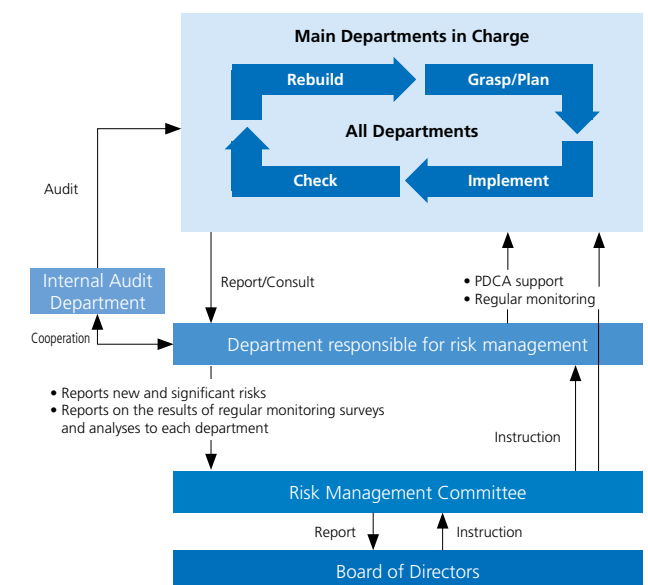 Main Departments in Charge
Rebuild
Grasp/Plan
All Departments
Check
Implement
Audit
Internal Audit
Department
Report/Consult
• PDCA support
• Regular monitoring
Cooperation
Department responsible for risk management
• Reports new and significant risks
• Reports on the results of regular monitoring surveys
and analyses to each department
Instruction
Risk Management Committee
Report
Instruction
Board of Directors